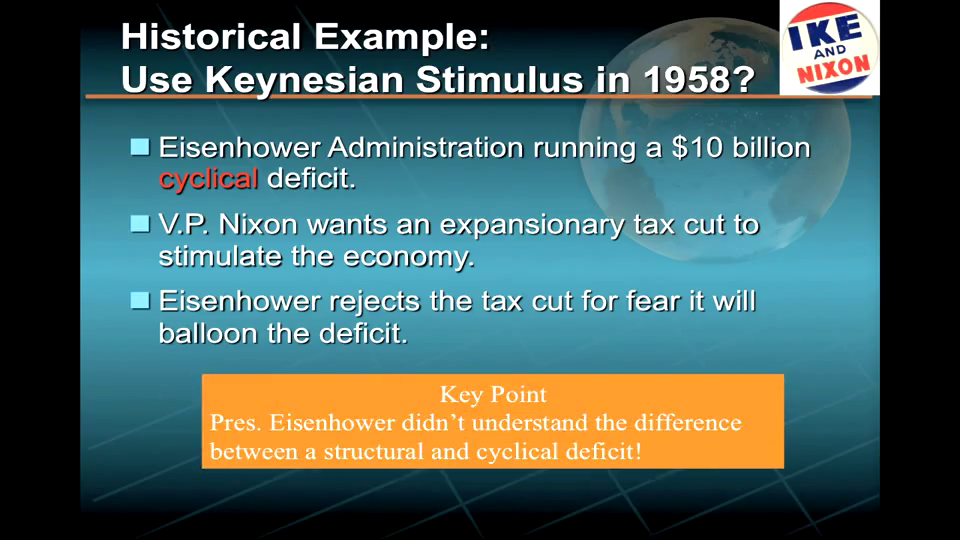 Historical Example:
Use Keynesian Stimulus in 1958?
IKE
AND
NIXON
Eisenhower Administration running a $10 billion
cyclical deficit.
V.P. Nixon wants an expansionary tax cut to
stimulate the economy.
Eisenhower rejects the tax cut for fear it will
balloon the deficit.
Key Point
Pres. Eisenhower didn't understand the difference
between a structural and cyclical deficit!